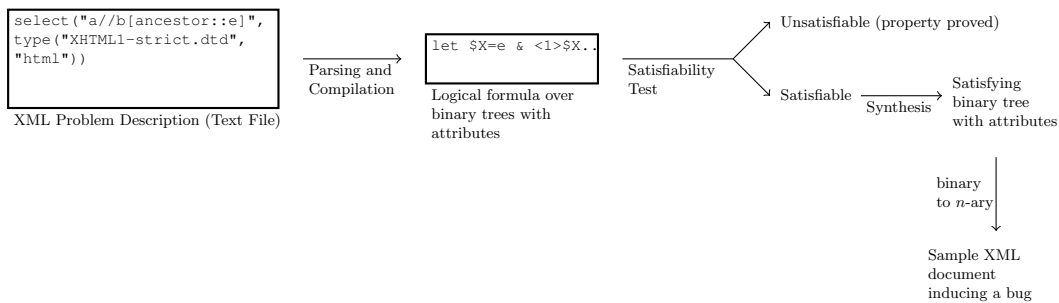 select("a//b[ancestor::e]",
type("XHTML1-strict.dtd",
"html"))
XML Problem Description (Text File)
Parsing and
Compilation
let $X=e & <1>$X..
Logical formula over
binary trees with
attributes
Satisfiability
Test
Unsatisfiable (property proved)
Satisfiable
Synthesis
Satisfying
binary tree
with attributes
binary
to n-ary
Sample XML
document
inducing a bug